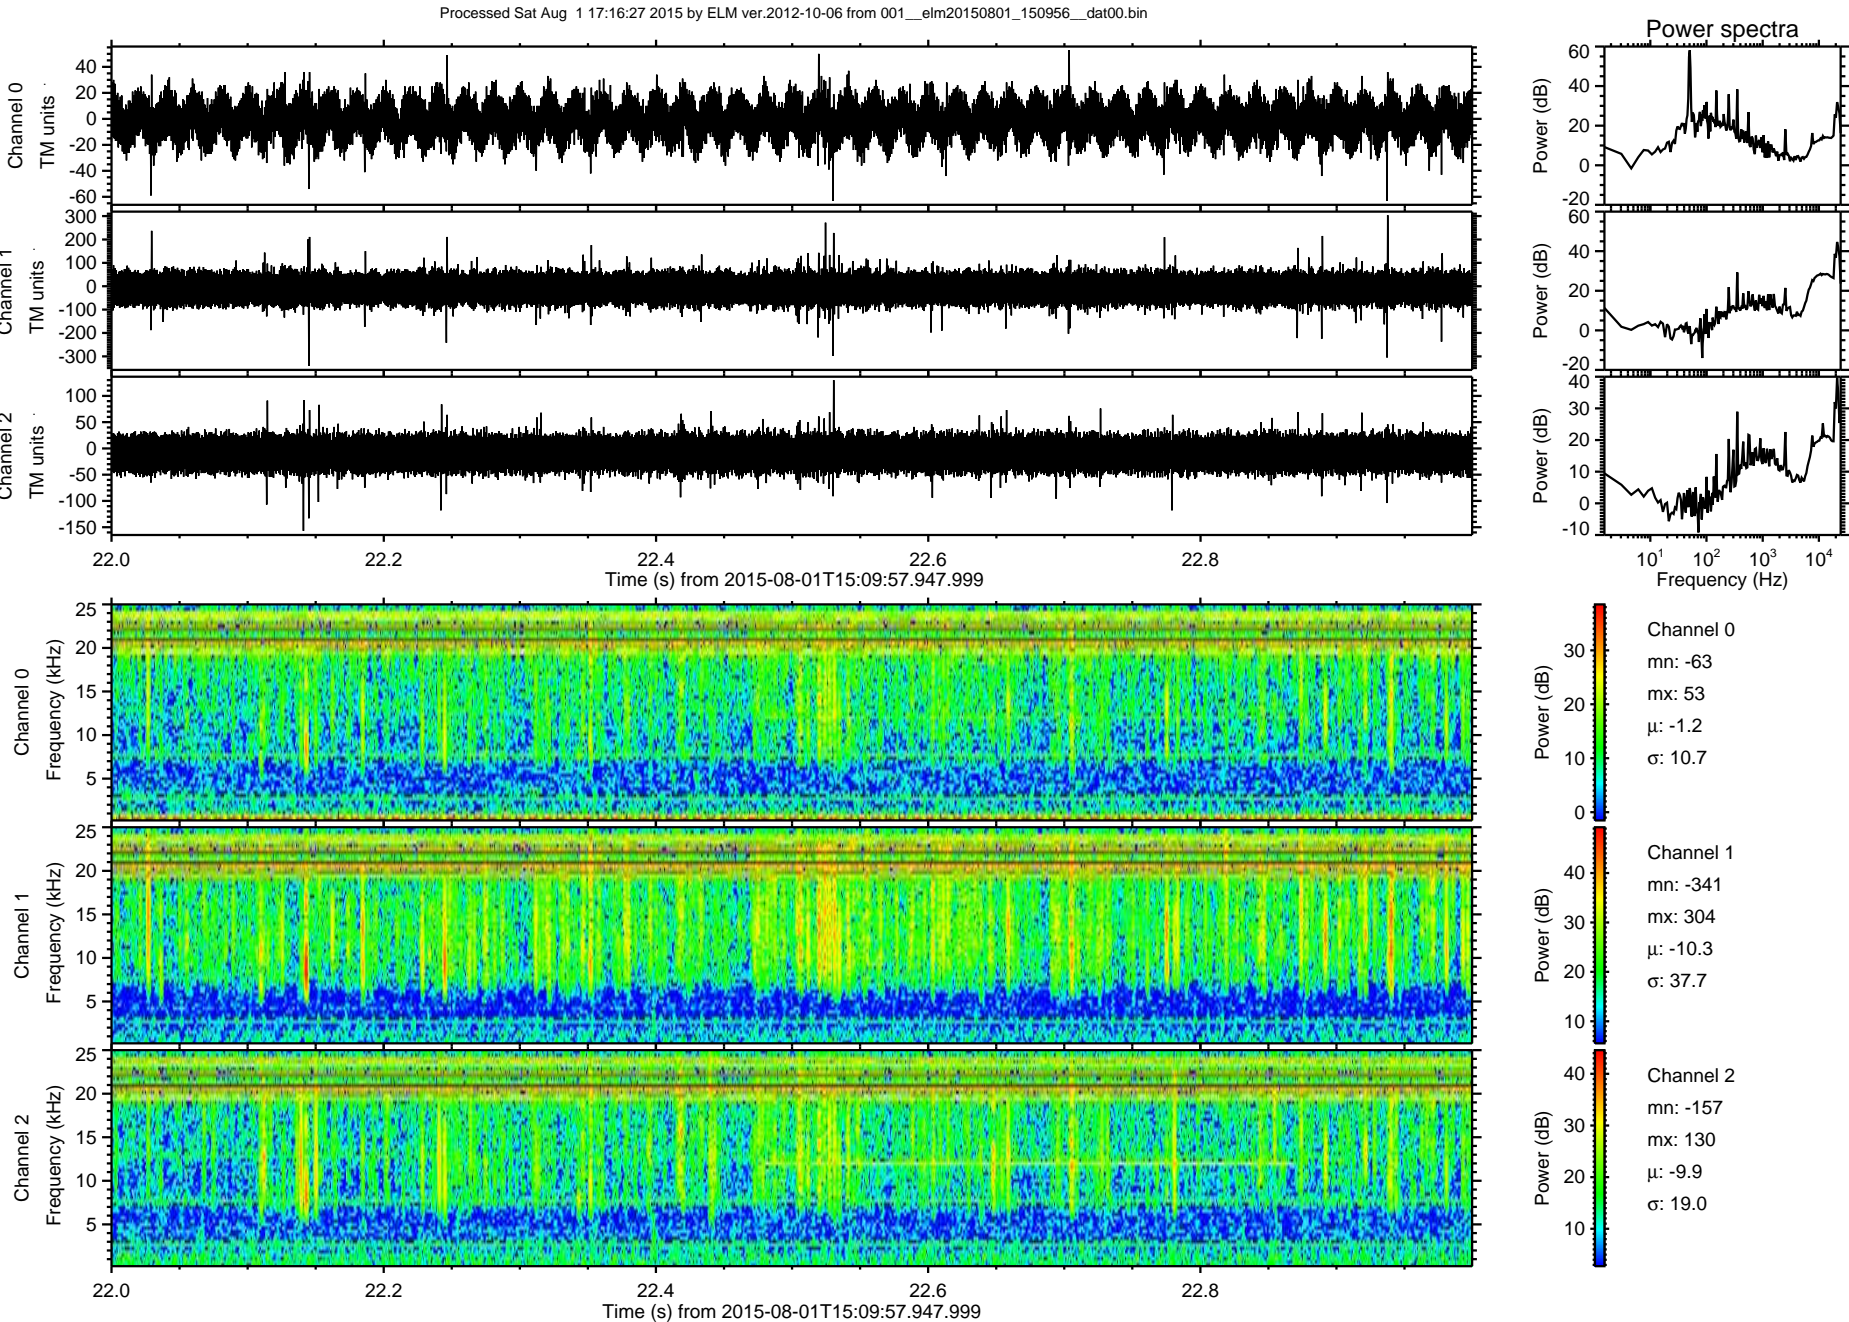 Processed Sat Aug  1 17:16:27 2015 by ELM ver.2012-10-06 from 001__elm20150801_150956__dat00.bin
Power spectra
Channel 0
TM units
40
20
0
-20
-40
-60
Power (dB)
60
40
20
0
-20
Channel 1
TM units
300
200
100
0
-100
-200
-300
Power (dB)
60
40
20
0
-20
Channel 2
TM units
100
50
0
-50
-100
-150
Power (dB)
40
30
20
10
0
-10
22.0 22.2 22.4 22.6 22.8
Time (s) from 2015-08-01T15:09:57.947.999
10¹ 10² 10³ 10⁴
Frequency (Hz)
Channel 0
Frequency (kHz)
25
20
15
10
5
Power (dB)
30
20
10
0
Channel 0
mn: -63
mx: 53
µ: -1.2
σ: 10.7
Channel 1
Frequency (kHz)
25
20
15
10
5
Power (dB)
40
30
20
10
Channel 1
mn: -341
mx: 304
µ: -10.3
σ: 37.7
Channel 2
Frequency (kHz)
25
20
15
10
5
Power (dB)
40
30
20
10
Channel 2
mn: -157
mx: 130
µ: -9.9
σ: 19.0
22.0 22.2 22.4 22.6 22.8
Time (s) from 2015-08-01T15:09:57.947.999